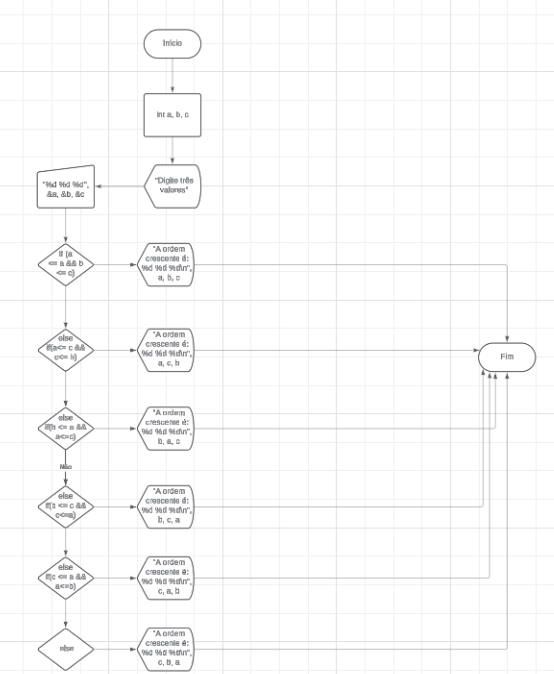 Início
int a, b, c
"Digite três
valores"
"%d %d %d",
&a, &b, &c
if (a
<= a && b
<= c)
"A ordem
crescente é:
%d %d %d\n",
a, b, c
else
if(a<= c &&
c<= b)
"A ordem
crescente é:
%d %d %d\n",
a, c, b
Fim
else
if(b <= a &&
a<=c)
"A ordem
crescente é:
%d %d %d\n",
b, a, c
Não
else
if(b <= c &&
c<=a)
"A ordem
crescente é:
%d %d %d\n",
b, c, a
else
if(c <= a &&
a<=b)
"A ordem
crescente é:
%d %d %d\n",
c, a, b
else
"A ordem
crescente é:
%d %d %d\n",
c, b, a